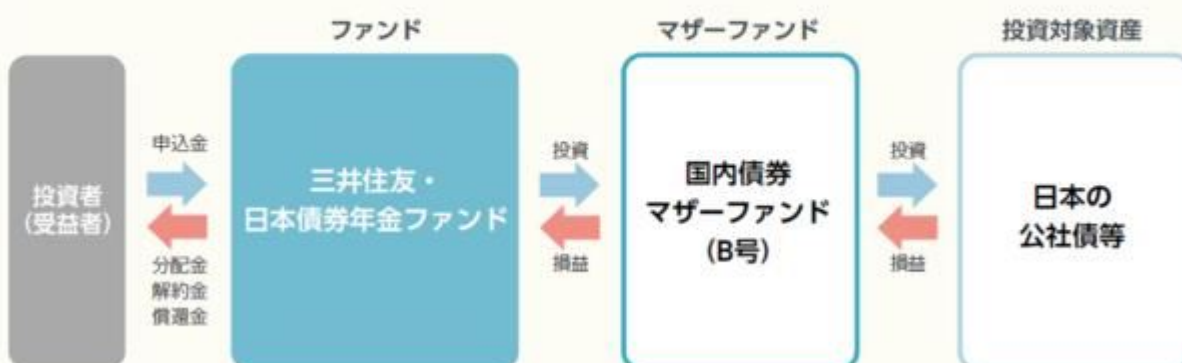 ファンド
マザーファンド
投資対象資産
投資者
(受益者)
申込金
分配金
解約金
償還金
三井住友・
日本債券年金ファンド
投資
損益
国内債券
マザーファンド
(B号)
投資
損益
日本の
公社債等